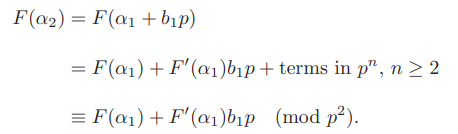 F(α₂) = F(α₁ + b₁p)
= F(α₁) + F′(α₁)b₁p + terms in pⁿ, n ≥ 2
≡ F(α₁) + F′(α₁)b₁p (mod p²).